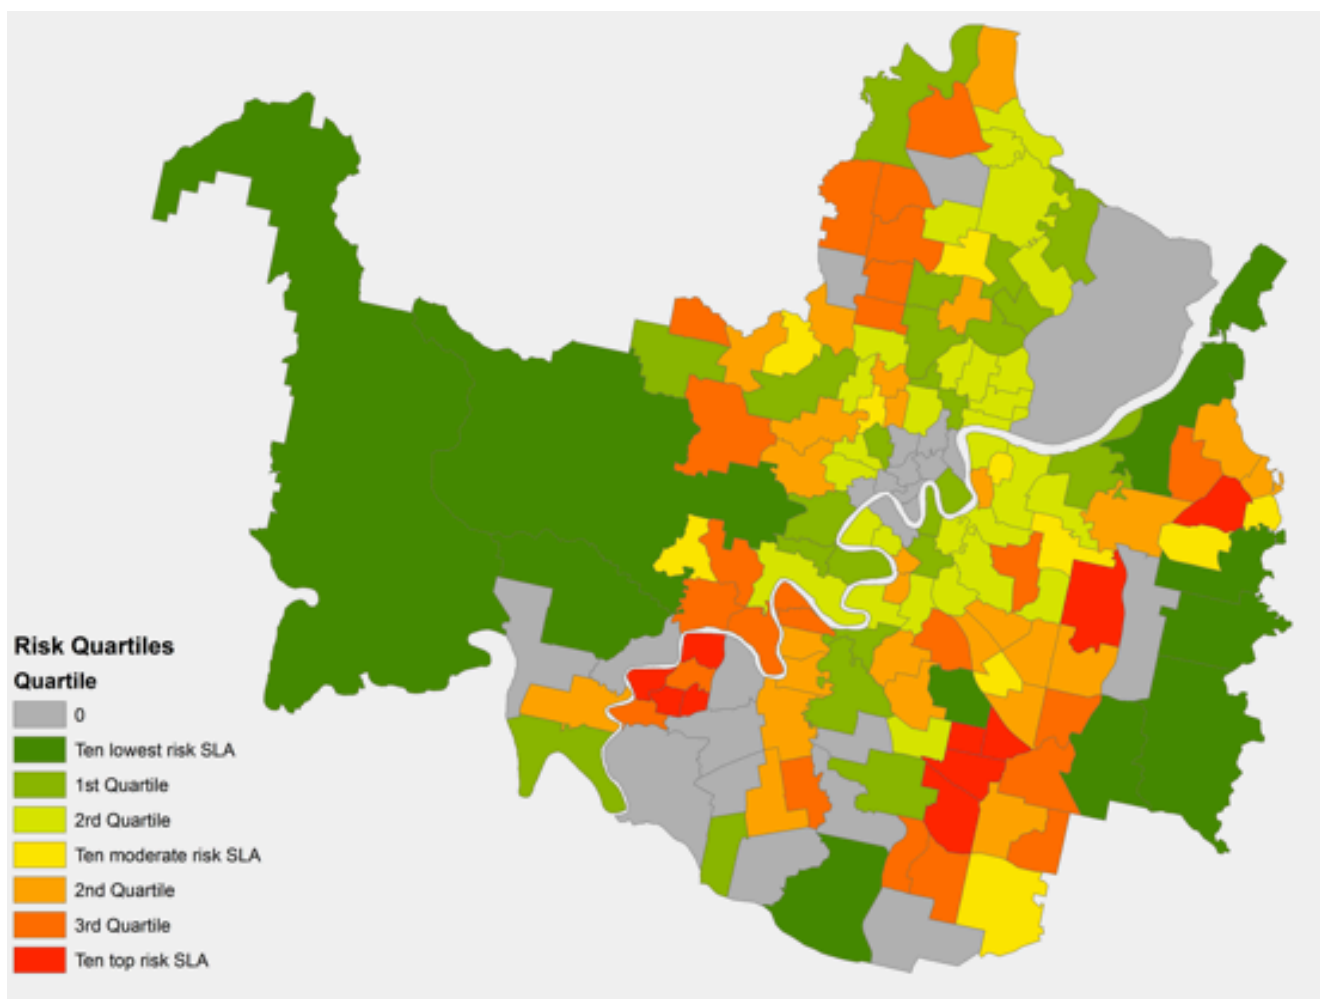 Risk Quartiles
Quartile
0
Ten lowest risk SLA
1st Quartile
2rd Quartile
Ten moderate risk SLA
2nd Quartile
3rd Quartile
Ten top risk SLA